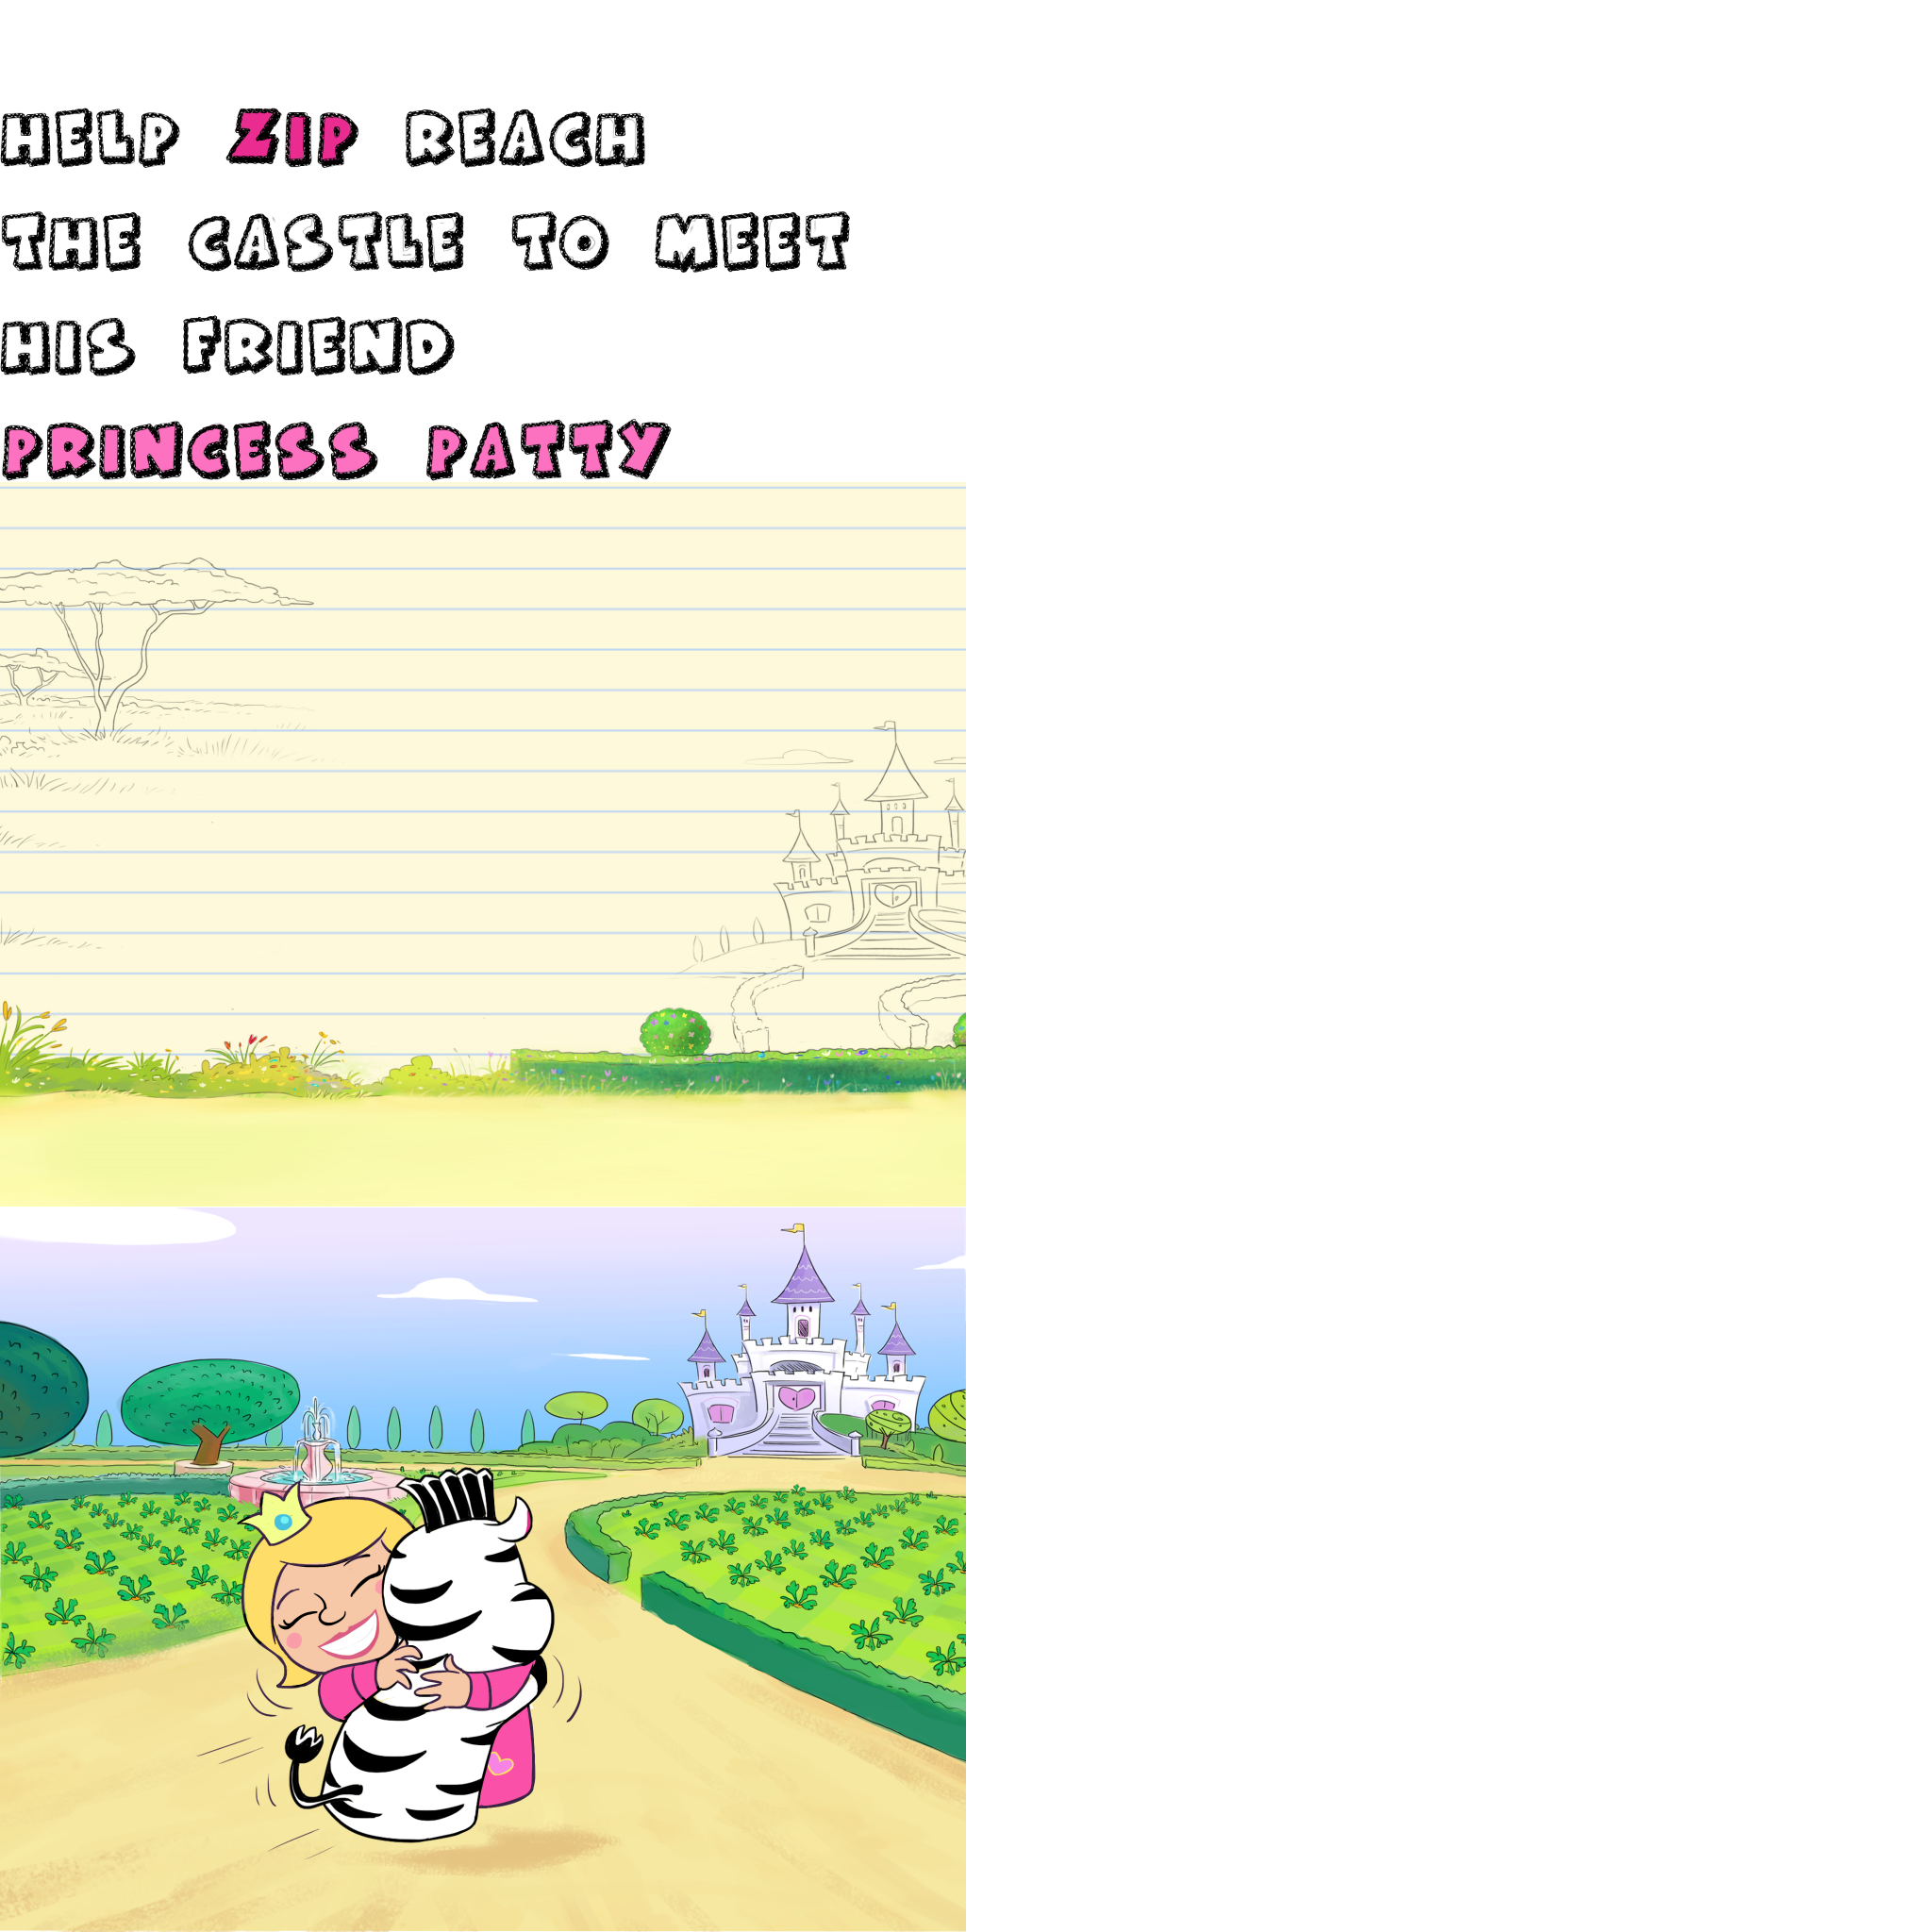 HELP ZIP REACH
THE CASTLE TO MEET
HIS FRIEND
PRINCESS PATTY